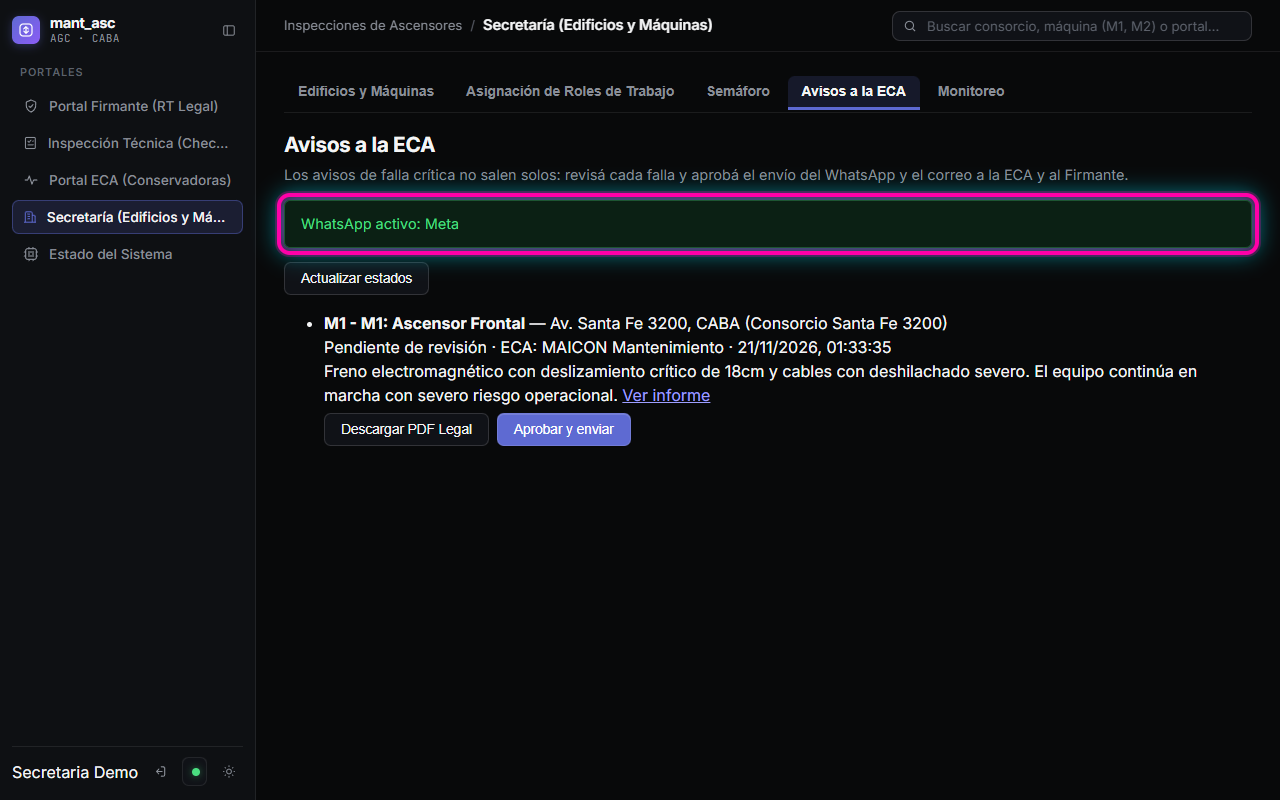 mant_asc
AGC · CABA
PORTALES
Portal Firmante (RT Legal)
Inspección Técnica (Chec...
Portal ECA (Conservadoras)
Secretaría (Edificios y Má...
Estado del Sistema
Secretaria Demo
Inspecciones de Ascensores / Secretaría (Edificios y Máquinas)
Buscar consorcio, máquina (M1, M2) o portal...
Edificios y Máquinas
Asignación de Roles de Trabajo
Semáforo
Avisos a la ECA
Monitoreo
Avisos a la ECA
Los avisos de falla crítica no salen solos: revisá cada falla y aprobá el envío del WhatsApp y el correo a la ECA y al Firmante.
WhatsApp activo: Meta
Actualizar estados
• M1 - M1: Ascensor Frontal — Av. Santa Fe 3200, CABA (Consorcio Santa Fe 3200)
Pendiente de revisión · ECA: MAICON Mantenimiento · 21/11/2026, 01:33:35
Freno electromagnético con deslizamiento crítico de 18cm y cables con deshilachado severo. El equipo continúa en
marcha con severo riesgo operacional. Ver informe
Descargar PDF Legal
Aprobar y enviar